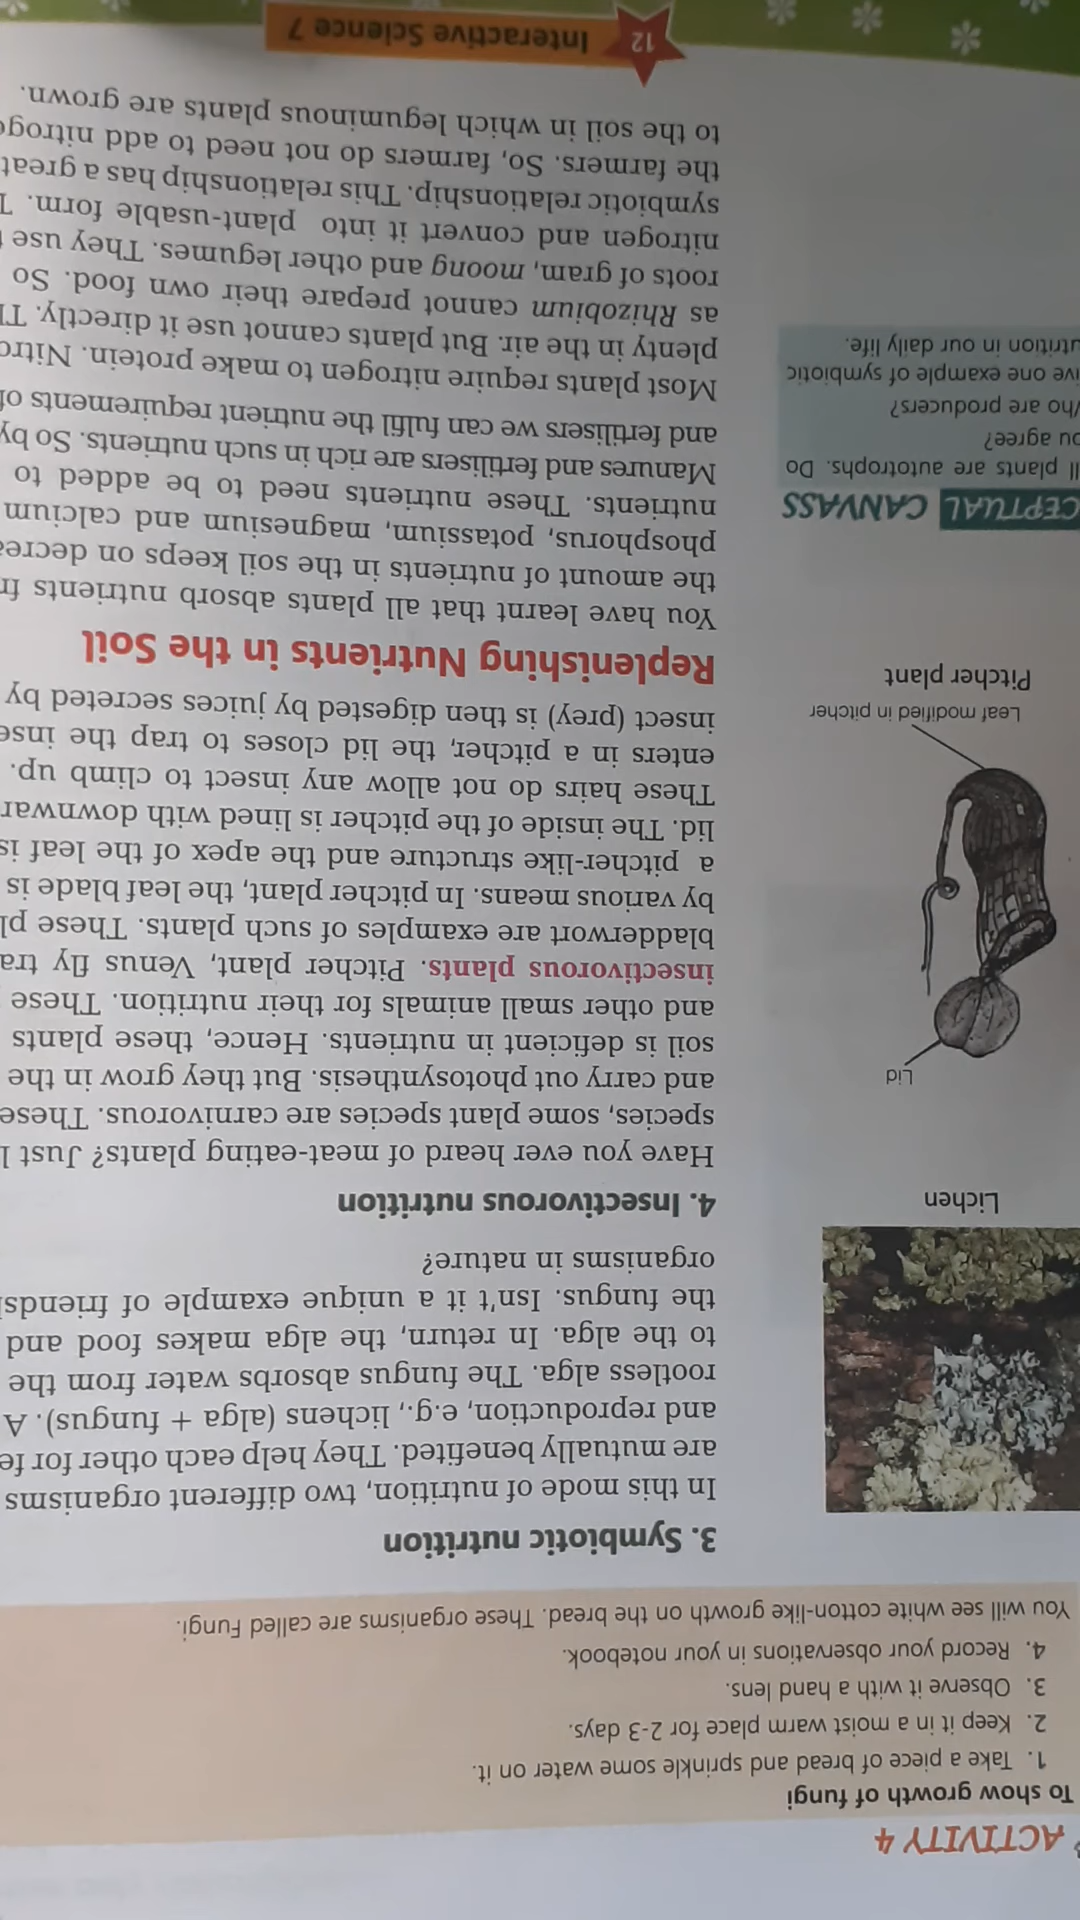 ACTIVITY 4
To show growth of fungi
1. Take a piece of bread and sprinkle some water on it.
2. Keep it in a moist warm place for 2-3 days.
3. Observe it with a hand lens.
4. Record your observations in your notebook.
You will see white cotton-like growth on the bread. These organisms are called Fungi.
3. Symbiotic nutrition
In this mode of nutrition, two different organisms
are mutually benefited. They help each other for
and reproduction, e.g., lichens (alga + fungus). A
rootless alga. The fungus absorbs water from the
to the alga. In return, the alga makes food and
the fungus. Isn't it a unique example of
organisms in nature?
4. Insectivorous nutrition
Have you ever heard of meat-eating plants? Just
species, some plant species are carnivorous. These
and carry out photosynthesis. But they grow in the
soil is deficient in nutrients. Hence, these plants
and other small animals for their nutrition. These
insectivorous plants. Pitcher plant, Venus fly
bladderwort are examples of such plants. These
by various means. In pitcher plant, the leaf blade is
a pitcher-like structure and the apex of the leaf is
lid. The inside of the pitcher is lined with
These hairs do not allow any insect to climb up.
enters in a pitcher, the lid closes to trap the
insect (prey) is then digested by juices secreted by
Replenishing Nutrients in the Soil
You have learnt that all plants absorb nutrients
the amount of nutrients in the soil keeps on
phosphorus, potassium, magnesium and calcium
nutrients. These nutrients need to be added to
Manures and fertilisers are rich in such nutrients. So by
and fertilisers we can fulfil the nutrient requirements of
Most plants require nitrogen to make protein.
plenty in the air. But plants cannot use it directly.
as Rhizobium cannot prepare their own food. So
roots of gram, moong and other legumes. They use
nitrogen and convert it into plant-usable form.
symbiotic relationship. This relationship has a great
the farmers. So, farmers do not need to add
to the soil in which leguminous plants are grown.
Lichen
Lid
Leaf modified in pitcher
Pitcher plant
CEPTUAL CANVASS
ll plants are autotrophs. Do
ou agree?
ho are producers?
ive one example of symbiotic
utrition in our daily life.
12 Interactive Science 7